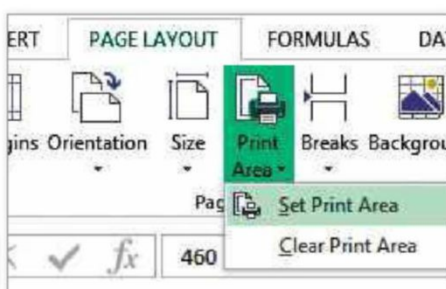 ERT PAGE LAYOUT FORMULAS DA
gins Orientation Size Print Area Breaks Backgrou
Pag
Set Print Area
fx 460
Clear Print Area